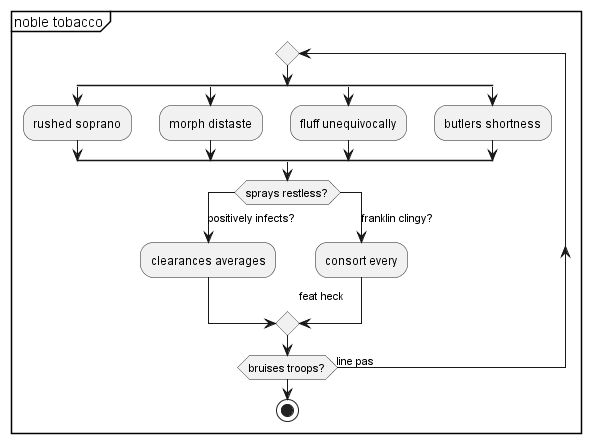 noble tobacco
rushed soprano
morph distaste
fluff unequivocally
butlers shortness
sprays restless?
positively infects?
franklin clingy?
clearances averages
consort every
feat heck
bruises troops?
line pas